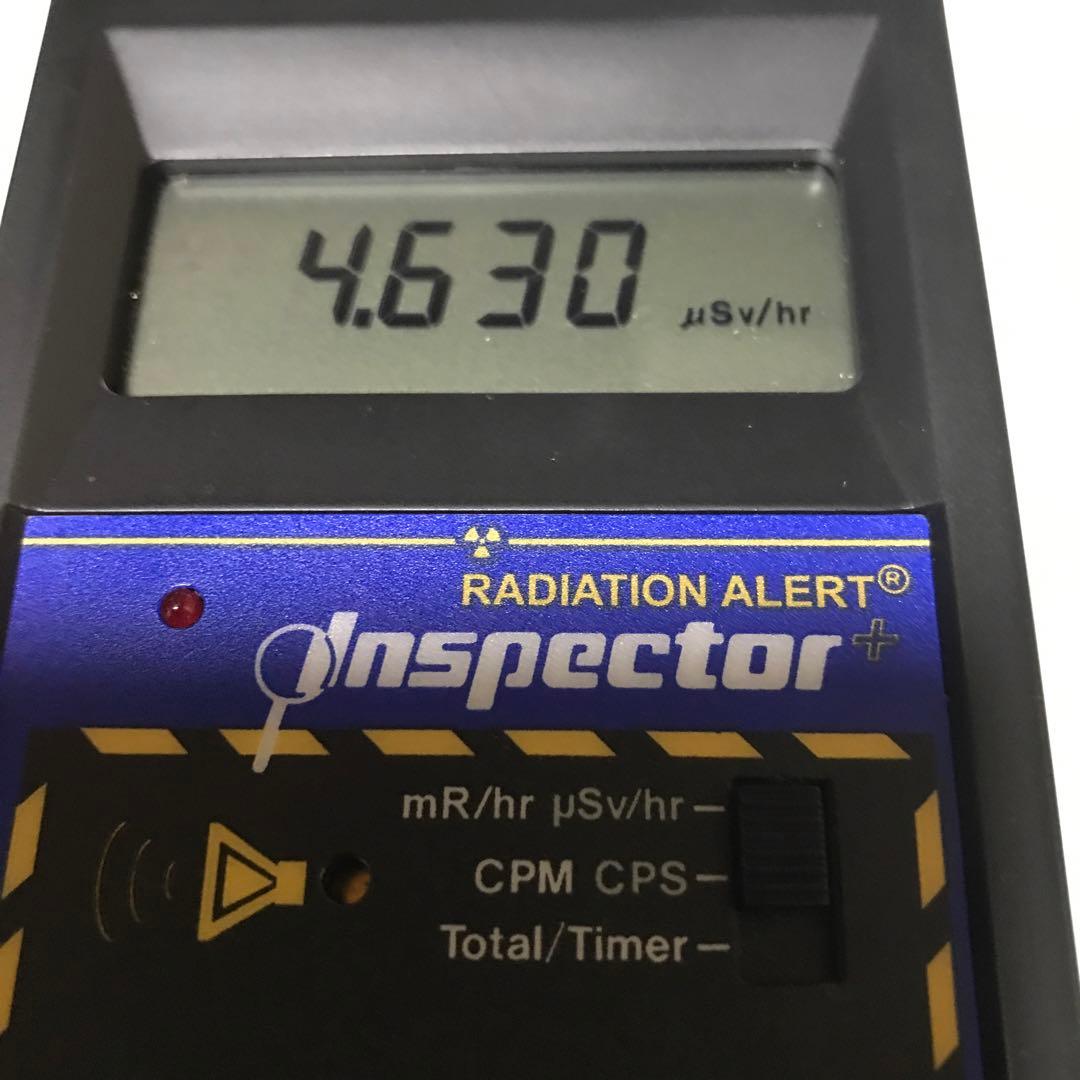 4.630 μSv/hr
RADIATION ALERT®
Inspector+
mR/hr μSv/hr
CPM CPS
Total/Timer